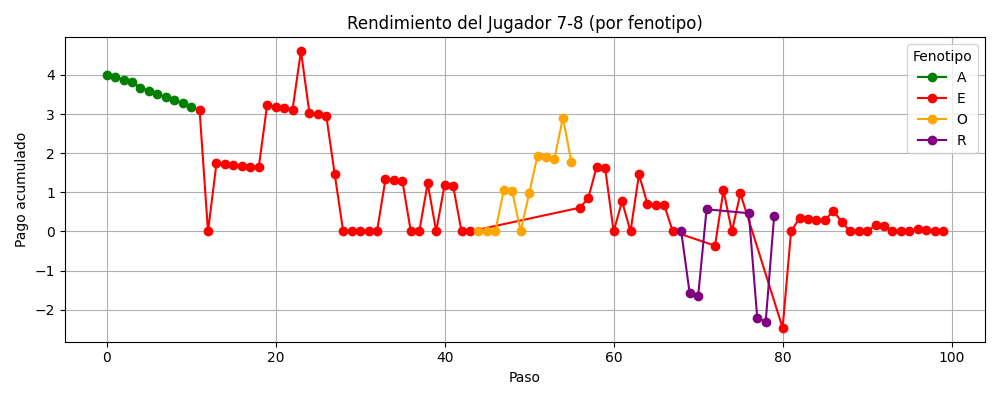 Rendimiento del Jugador 7-8 (por fenotipo)
Pago acumulado
4
3
2
1
0
−1
−2
0 20 40 60 80 100
Paso
Fenotipo
A
E
O
R